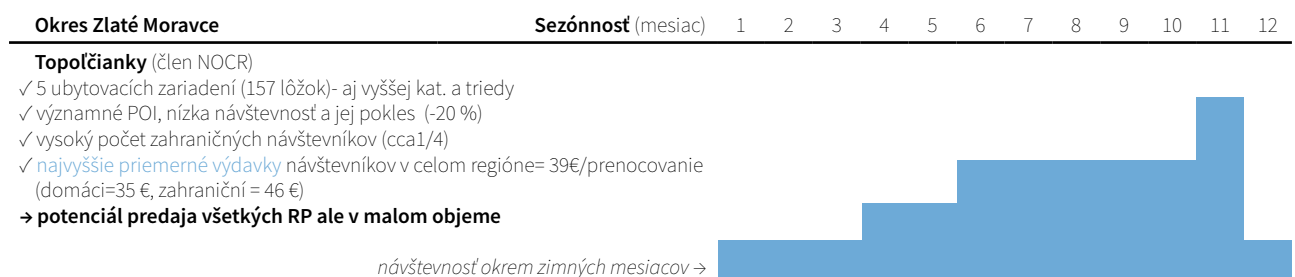 Okres Zlaté Moravce Sezónnosť (mesiac) 1 2 3 4 5 6 7 8 9 10 11 12
Topoľčianky (člen NOCR)
✓ 5 ubytovacích zariadení (157 lôžok)- aj vyššej kat. a triedy
✓ významné POI, nízka návštevnosť a jej pokles (-20 %)
✓ vysoký počet zahraničných návštevníkov (cca1/4)
✓ najvyššie priemerné výdavky návštevníkov v celom regióne= 39€/prenocovanie
(domáci=35 €, zahraniční = 46 €)
→ potenciál predaja všetkých RP ale v malom objeme
návštevnosť okrem zimných mesiacov →